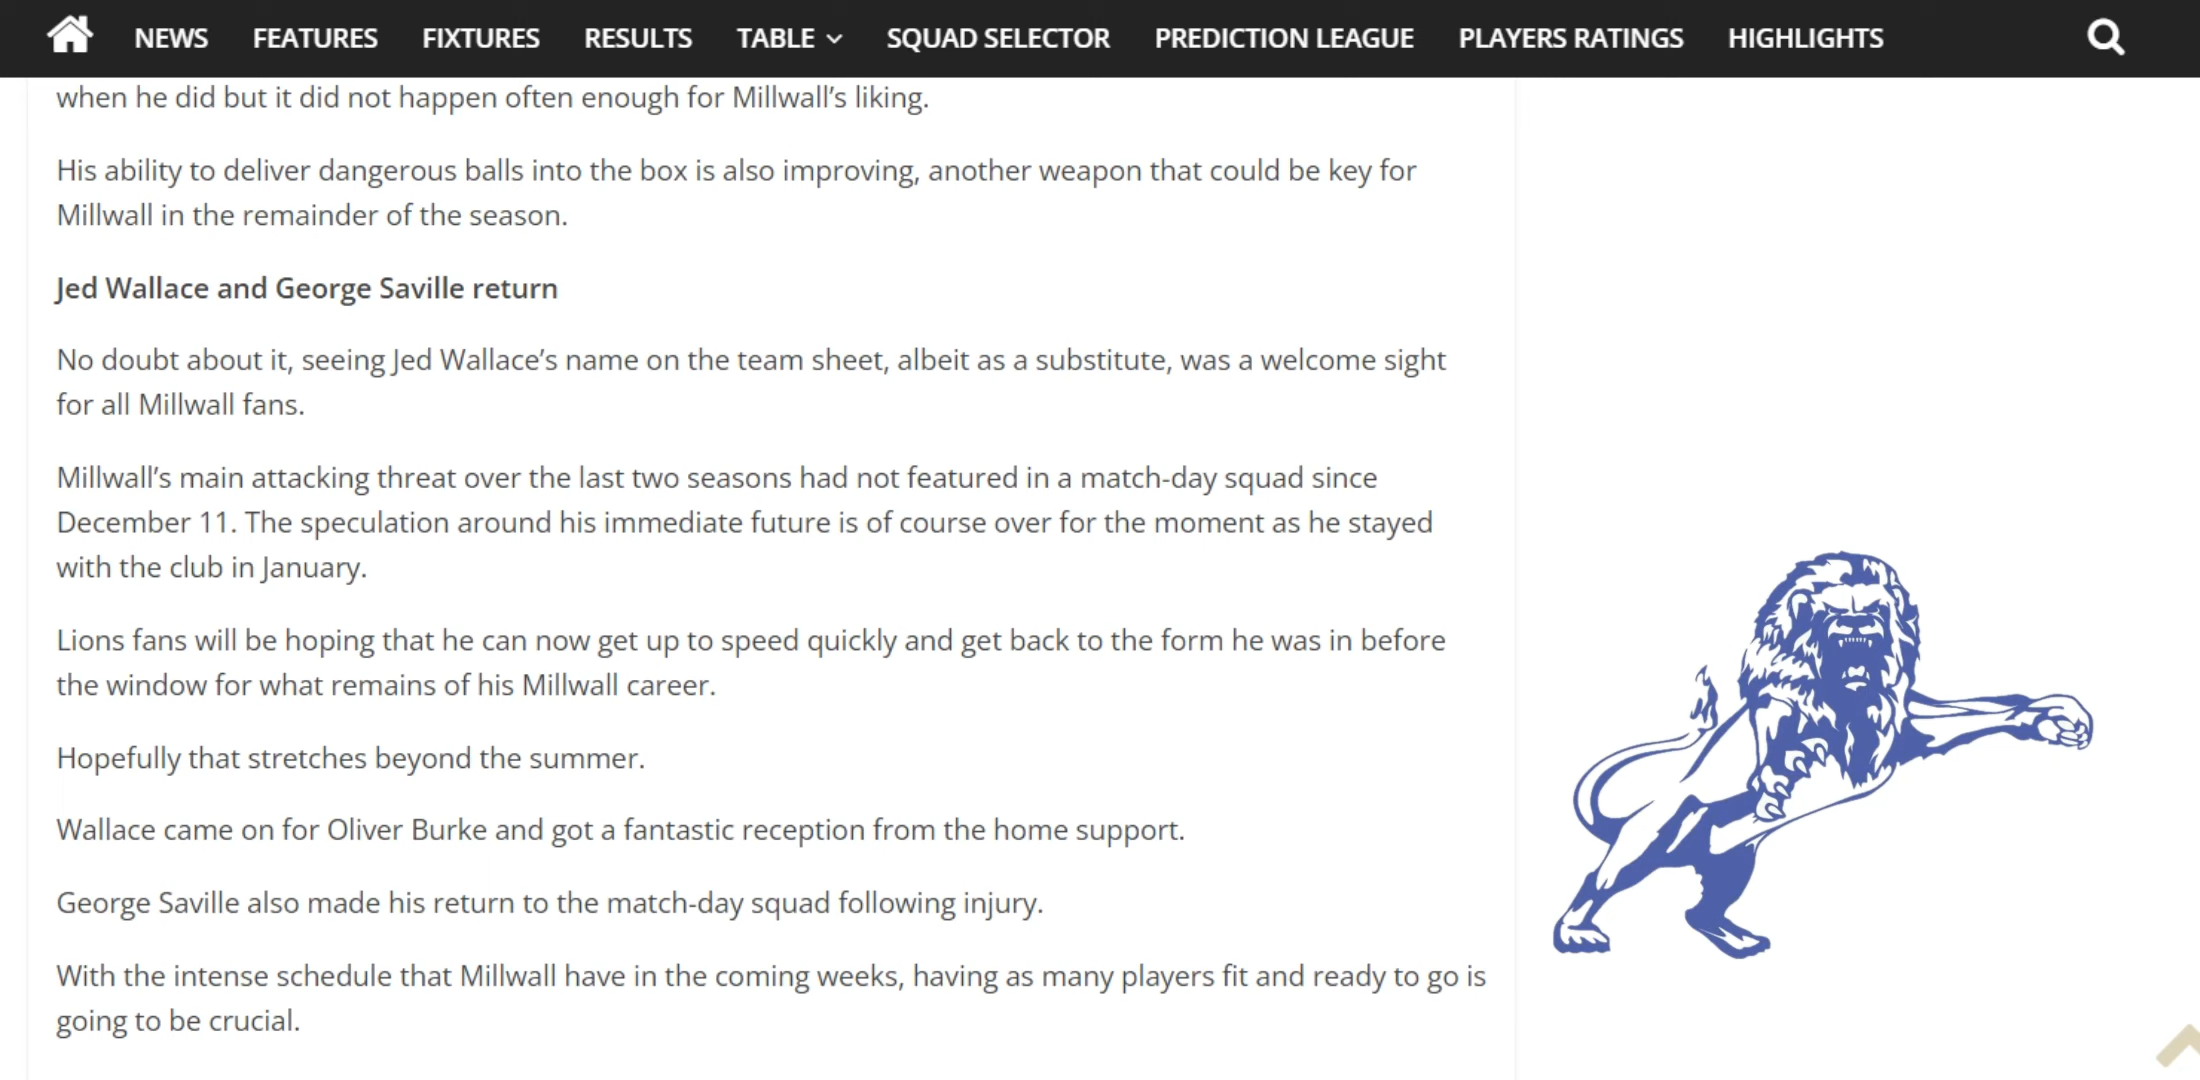 NEWS FEATURES FIXTURES RESULTS TABLE SQUAD SELECTOR PREDICTION LEAGUE PLAYERS RATINGS HIGHLIGHTS
when he did but it did not happen often enough for Millwall’s liking.
His ability to deliver dangerous balls into the box is also improving, another weapon that could be key for
Millwall in the remainder of the season.
Jed Wallace and George Saville return
No doubt about it, seeing Jed Wallace’s name on the team sheet, albeit as a substitute, was a welcome sight
for all Millwall fans.
Millwall’s main attacking threat over the last two seasons had not featured in a match-day squad since
December 11. The speculation around his immediate future is of course over for the moment as he stayed
with the club in January.
Lions fans will be hoping that he can now get up to speed quickly and get back to the form he was in before
the window for what remains of his Millwall career.
Hopefully that stretches beyond the summer.
Wallace came on for Oliver Burke and got a fantastic reception from the home support.
George Saville also made his return to the match-day squad following injury.
With the intense schedule that Millwall have in the coming weeks, having as many players fit and ready to go is
going to be crucial.